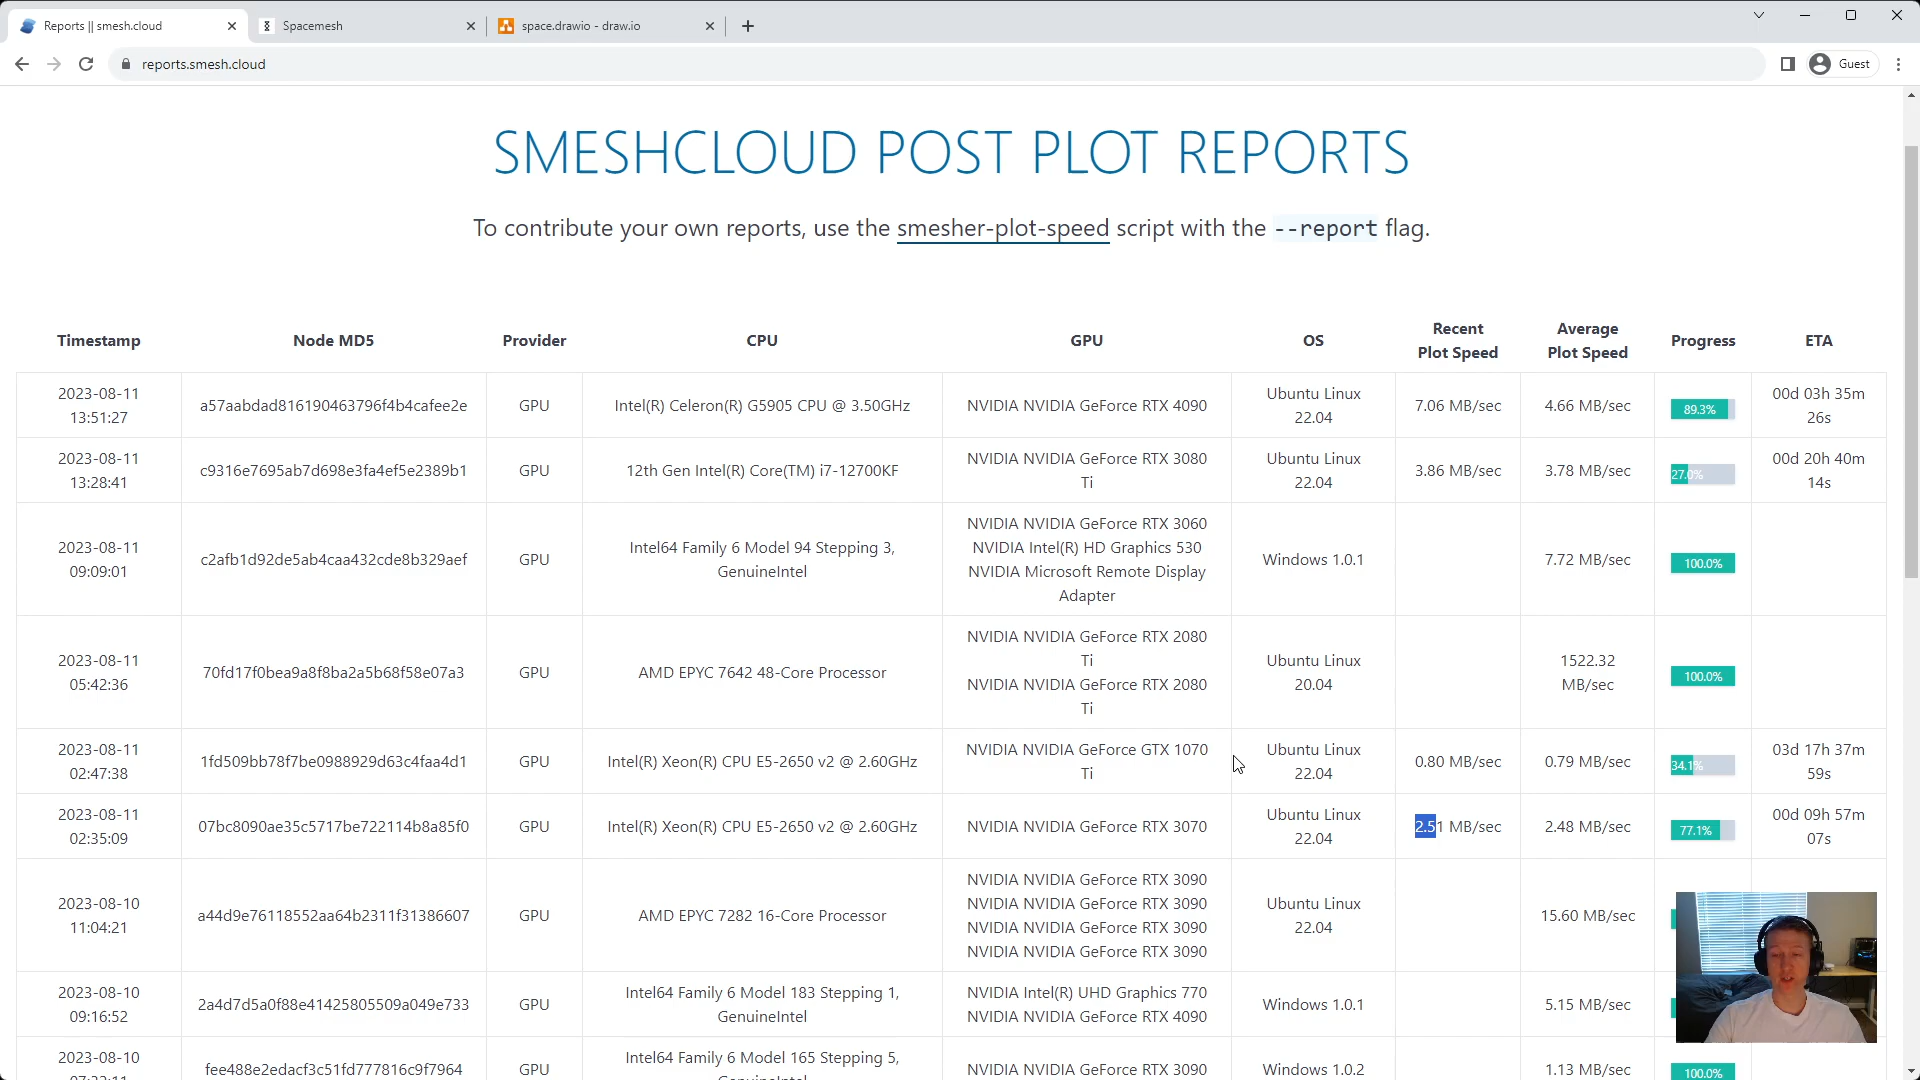 Reports || smesh.cloud
Spacemesh
space.drawio - draw.io
reports.smesh.cloud
Guest
SMESHCLOUD POST PLOT REPORTS
To contribute your own reports, use the smesher-plot-speed script with the --report flag.
Timestamp
Node MD5
Provider
CPU
GPU
OS
Recent
Plot Speed
Average
Plot Speed
Progress
ETA
2023-08-11
13:51:27
a57aabdad816190463796f4b4cafee2e
GPU
Intel(R) Celeron(R) G5905 CPU @ 3.50GHz
NVIDIA NVIDIA GeForce RTX 4090
Ubuntu Linux
22.04
7.06 MB/sec
4.66 MB/sec
89.3%
00d 03h 35m
26s
2023-08-11
13:28:41
c9316e7695ab7d698e3fa4ef5e2389b1
GPU
12th Gen Intel(R) Core(TM) i7-12700KF
NVIDIA NVIDIA GeForce RTX 3080
Ti
Ubuntu Linux
22.04
3.86 MB/sec
3.78 MB/sec
27.0%
00d 20h 40m
14s
2023-08-11
09:09:01
c2afb1d92de5ab4caa432cde8b329aef
GPU
Intel64 Family 6 Model 94 Stepping 3,
GenuineIntel
NVIDIA NVIDIA GeForce RTX 3060
NVIDIA Intel(R) HD Graphics 530
NVIDIA Microsoft Remote Display
Adapter
Windows 1.0.1
7.72 MB/sec
100.0%
2023-08-11
05:42:36
70fd17f0bea9a8f8ba2a5b68f58e07a3
GPU
AMD EPYC 7642 48-Core Processor
NVIDIA NVIDIA GeForce RTX 2080
Ti
NVIDIA NVIDIA GeForce RTX 2080
Ti
Ubuntu Linux
20.04
1522.32
MB/sec
100.0%
2023-08-11
02:47:38
1fd509bb78f7be0988929d63c4faa4d1
GPU
Intel(R) Xeon(R) CPU E5-2650 v2 @ 2.60GHz
NVIDIA NVIDIA GeForce GTX 1070
Ti
Ubuntu Linux
22.04
0.80 MB/sec
0.79 MB/sec
34.1%
03d 17h 37m
59s
2023-08-11
02:35:09
07bc8090ae35c5717be722114b8a85f0
GPU
Intel(R) Xeon(R) CPU E5-2650 v2 @ 2.60GHz
NVIDIA NVIDIA GeForce RTX 3070
Ubuntu Linux
22.04
2.51 MB/sec
2.48 MB/sec
77.1%
00d 09h 57m
07s
2023-08-10
11:04:21
a44d9e76118552aa64b2311f31386607
GPU
AMD EPYC 7282 16-Core Processor
NVIDIA NVIDIA GeForce RTX 3090
NVIDIA NVIDIA GeForce RTX 3090
NVIDIA NVIDIA GeForce RTX 3090
NVIDIA NVIDIA GeForce RTX 3090
Ubuntu Linux
22.04
15.60 MB/sec
2023-08-10
09:16:52
2a4d7d5a0f88e41425805509a049e733
GPU
Intel64 Family 6 Model 183 Stepping 1,
GenuineIntel
NVIDIA Intel(R) UHD Graphics 770
NVIDIA NVIDIA GeForce RTX 4090
Windows 1.0.1
5.15 MB/sec
2023-08-10
fee488e2edacf3c51fd777816c9f7964
GPU
Intel64 Family 6 Model 165 Stepping 5,
NVIDIA NVIDIA GeForce RTX 3090
Windows 1.0.2
1.13 MB/sec
100.0%